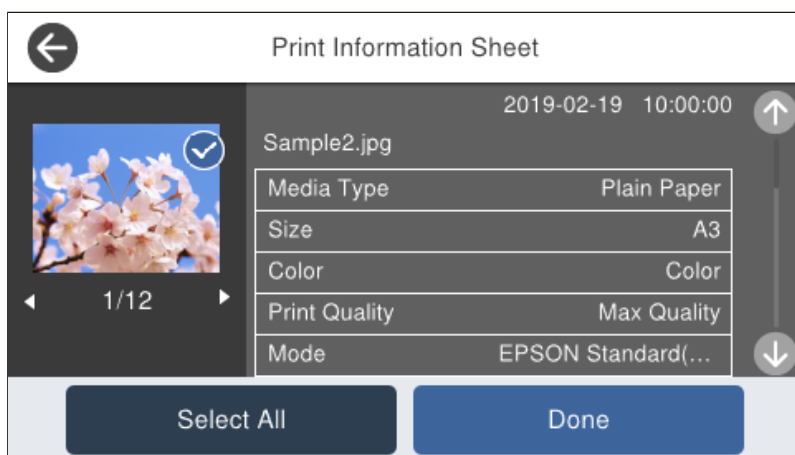 Print Information Sheet
2019-02-19 10:00:00
Sample2.jpg
Media Type Plain Paper
Size A3
Color Color
Print Quality Max Quality
Mode EPSON Standard(...
1/12
Select All
Done